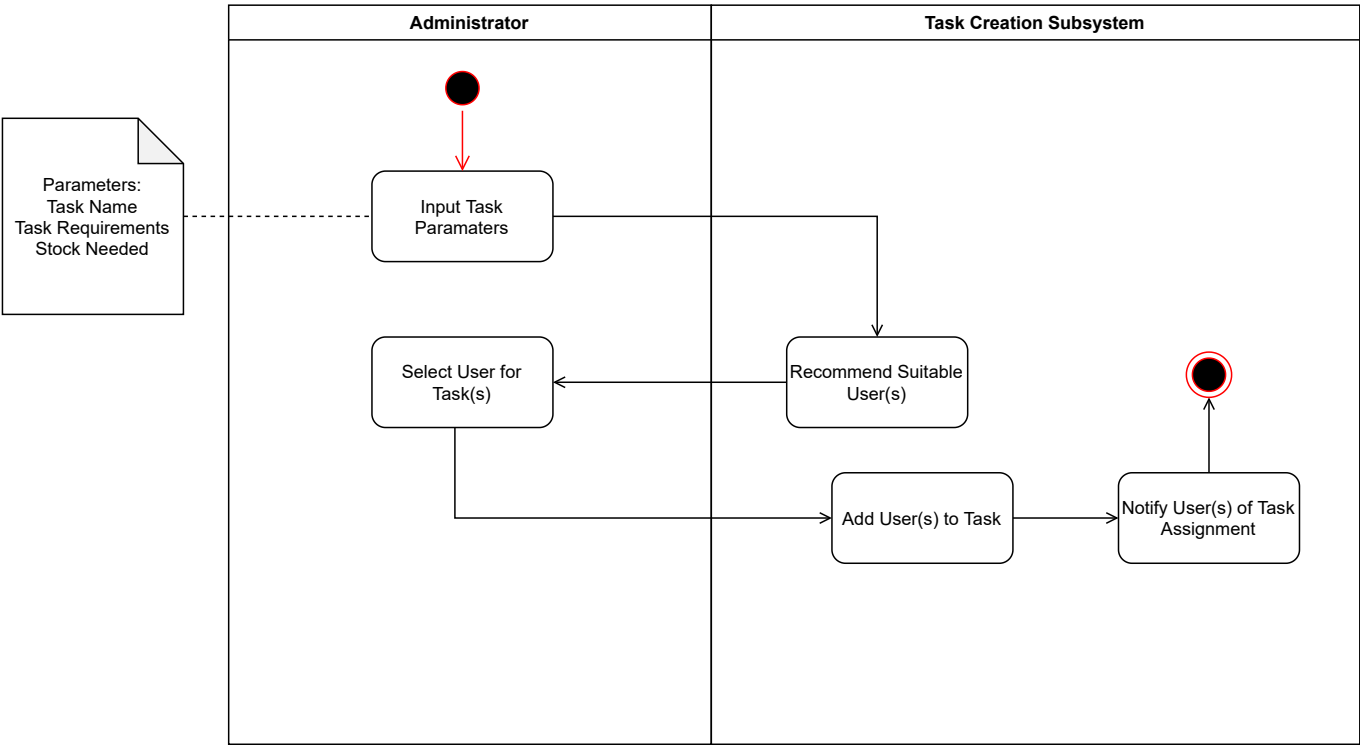 Administrator
Task Creation Subsystem
Parameters:
Task Name
Task Requirements
Stock Needed
Input Task
Paramaters
Select User for
Task(s)
Recommend Suitable
User(s)
Add User(s) to Task
Notify User(s) of Task
Assignment